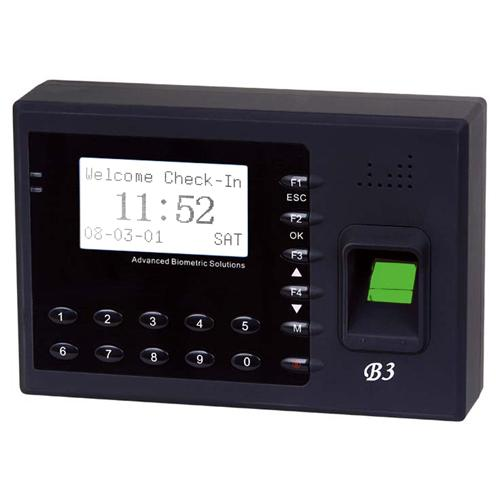 Welcome Check-In
11:52
08-03-01 SAT
Advanced Biometric Solutions
F1
ESC
F2
OK
F3
F4
M
1 2 3 4 5
6 7 8 9 0
B3